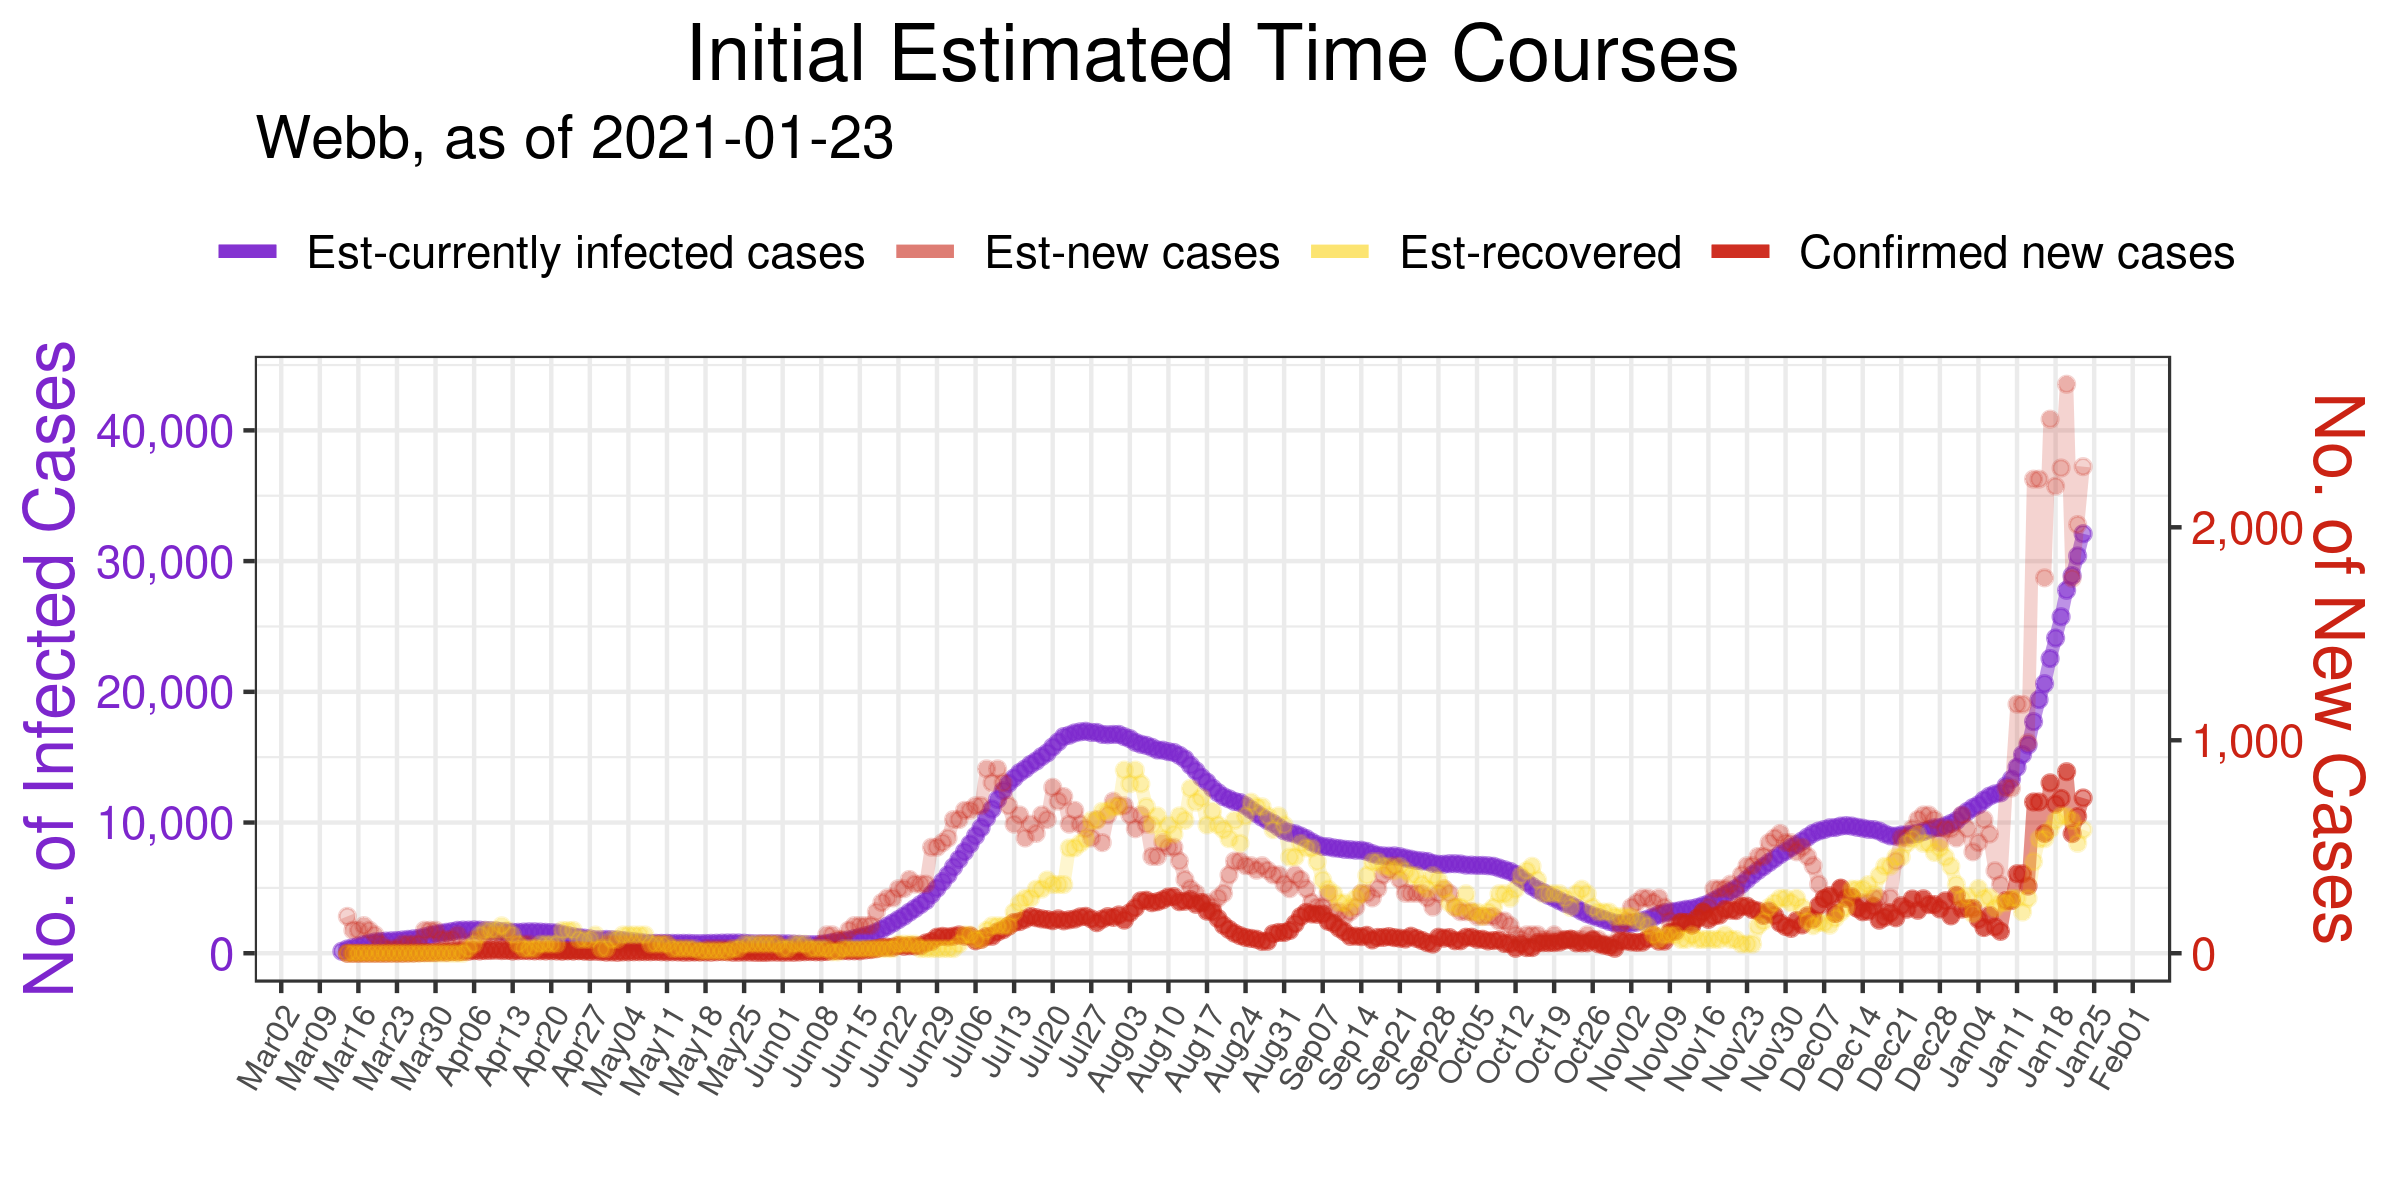 Initial Estimated Time Courses
Webb, as of 2021-01-23
Est-currently infected cases Est-new cases Est-recovered Confirmed new cases
No. of Infected Cases
40,000
30,000
20,000
10,000
0
2,000
1,000
0
No. of New Cases
Mar02 Mar09 Mar16 Mar23 Mar30 Apr06 Apr13 Apr20 Apr27 May04 May11 May18 May25 Jun01 Jun08 Jun15 Jun22 Jun29 Jul06 Jul13 Jul20 Jul27 Aug03 Aug10 Aug17 Aug24 Aug31 Sep07 Sep14 Sep21 Sep28 Oct05 Oct12 Oct19 Oct26 Nov02 Nov09 Nov16 Nov23 Nov30 Dec07 Dec14 Dec21 Dec28 Jan04 Jan11 Jan18 Jan25 Feb01